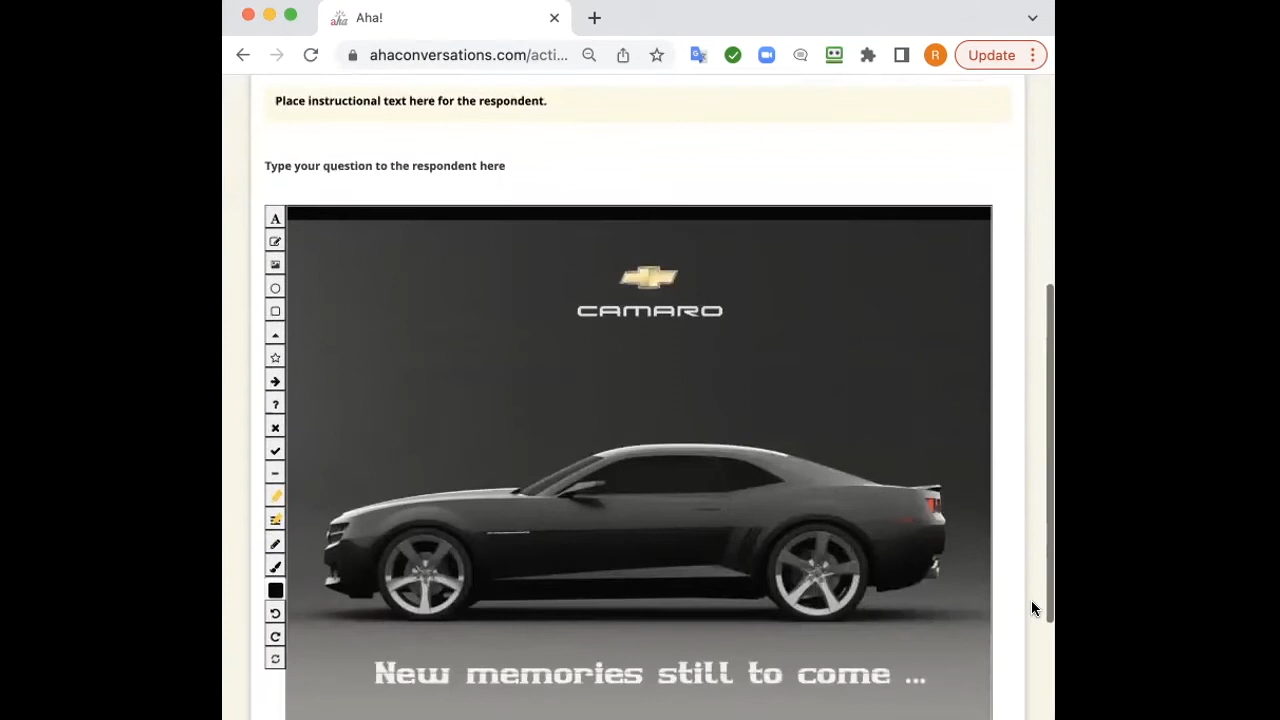 aha
Aha!
ahaconversations.com/acti...
R
Update
Place instructional text here for the respondent.
Type your question to the respondent here
A
?
CAMARO
New memories still to come ...